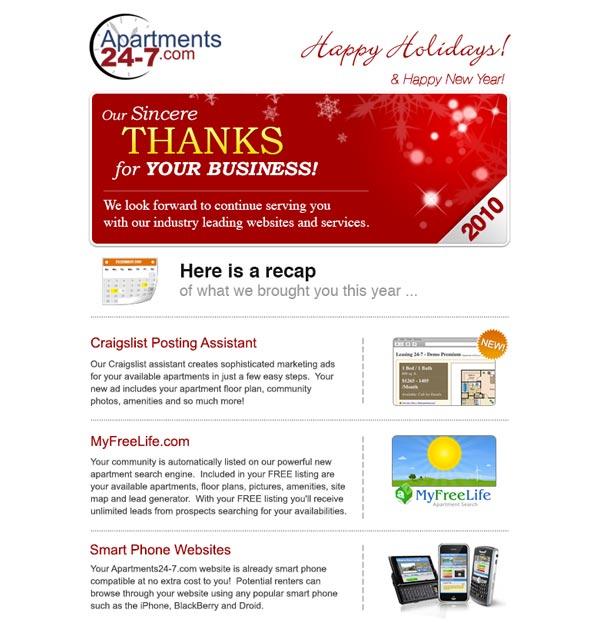 Apartments
24-7.com
Happy Holidays!
& Happy New Year!
Our Sincere
THANKS
for YOUR BUSINESS!
We look forward to continue serving you
with our industry leading websites and services.
2010
Here is a recap
of what we brought you this year ...
Craigslist Posting Assistant
Our Craigslist assistant creates sophisticated marketing ads
for your available apartments in just a few easy steps.  Your
new ad includes your apartment floor plan, community
photos, amenities and so much more!
NEW!
Leasing 24-7 - Demo Premium
1 Bed / 1 Bath
$1265 - 1405
/Month
Available: Call for Details
MyFreeLife.com
Your community is automatically listed on our powerful new
apartment search engine.  Included in your FREE listing are
your available apartments, floor plans, pictures, amenities, site
map and lead generator.  With your FREE listing you'll receive
unlimited leads from prospects searching for your availabilities.
MyFreeLife
Apartment Search
Smart Phone Websites
Your Apartments24-7.com website is already smart phone
compatible at no extra cost to you!  Potential renters can
browse through your website using any popular smart phone
such as the iPhone, BlackBerry and Droid.